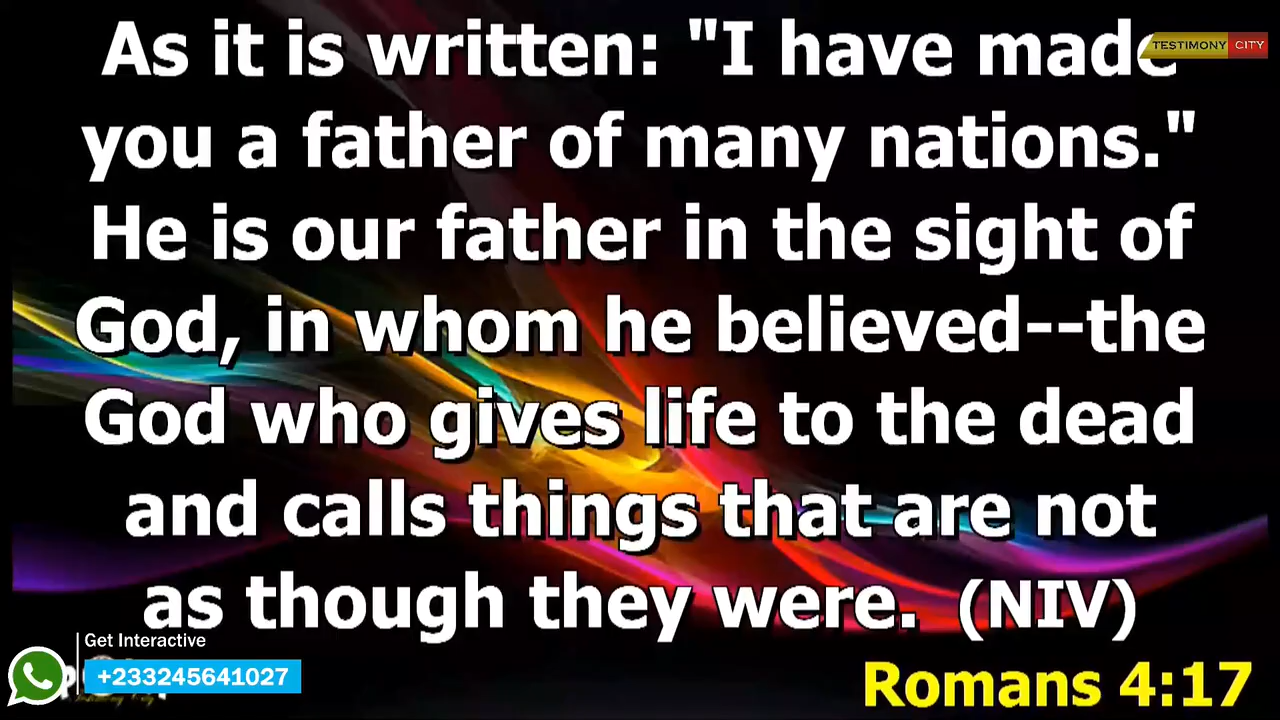 As it is written: "I have made
TESTIMONY CITY
you a father of many nations."
He is our father in the sight of
God, in whom he believed--the
God who gives life to the dead
and calls things that are not
as though they were. (NIV)
Get Interactive
+233245641027
Romans 4:17